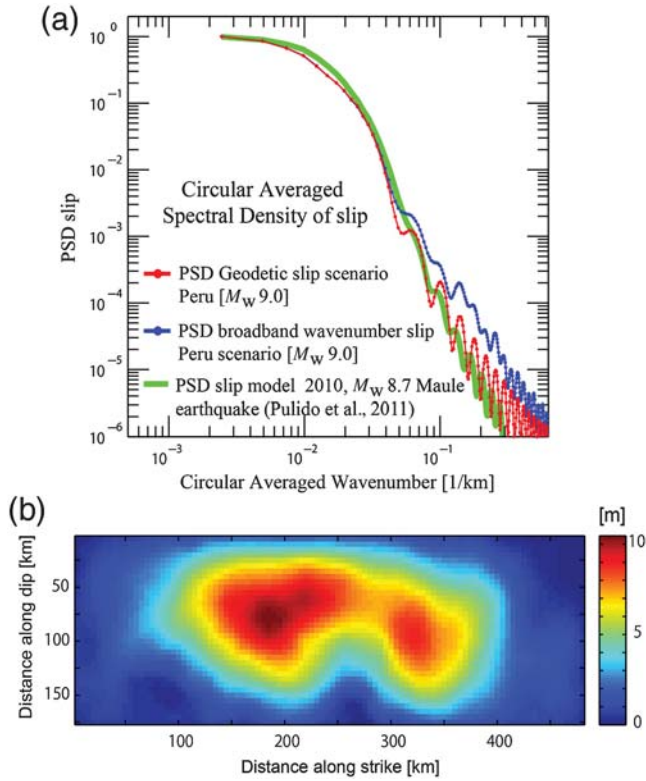 (a)
10⁰
10⁻¹
10⁻²
10⁻³
10⁻⁴
10⁻⁵
10⁻⁶
PSD slip
Circular Averaged
Spectral Density of slip
PSD Geodetic slip scenario
Peru [M_W 9.0]
PSD broadband wavenumber slip
Peru scenario [M_W 9.0]
PSD slip model 2010, M_W 8.7 Maule
earthquake (Pulido et al., 2011)
10⁻³ 10⁻² 10⁻¹
Circular Averaged Wavenumber [1/km]
(b)
[m]
Distance along dip [km]
50
100
150
100 200 300 400
Distance along strike [km]
10
5
0